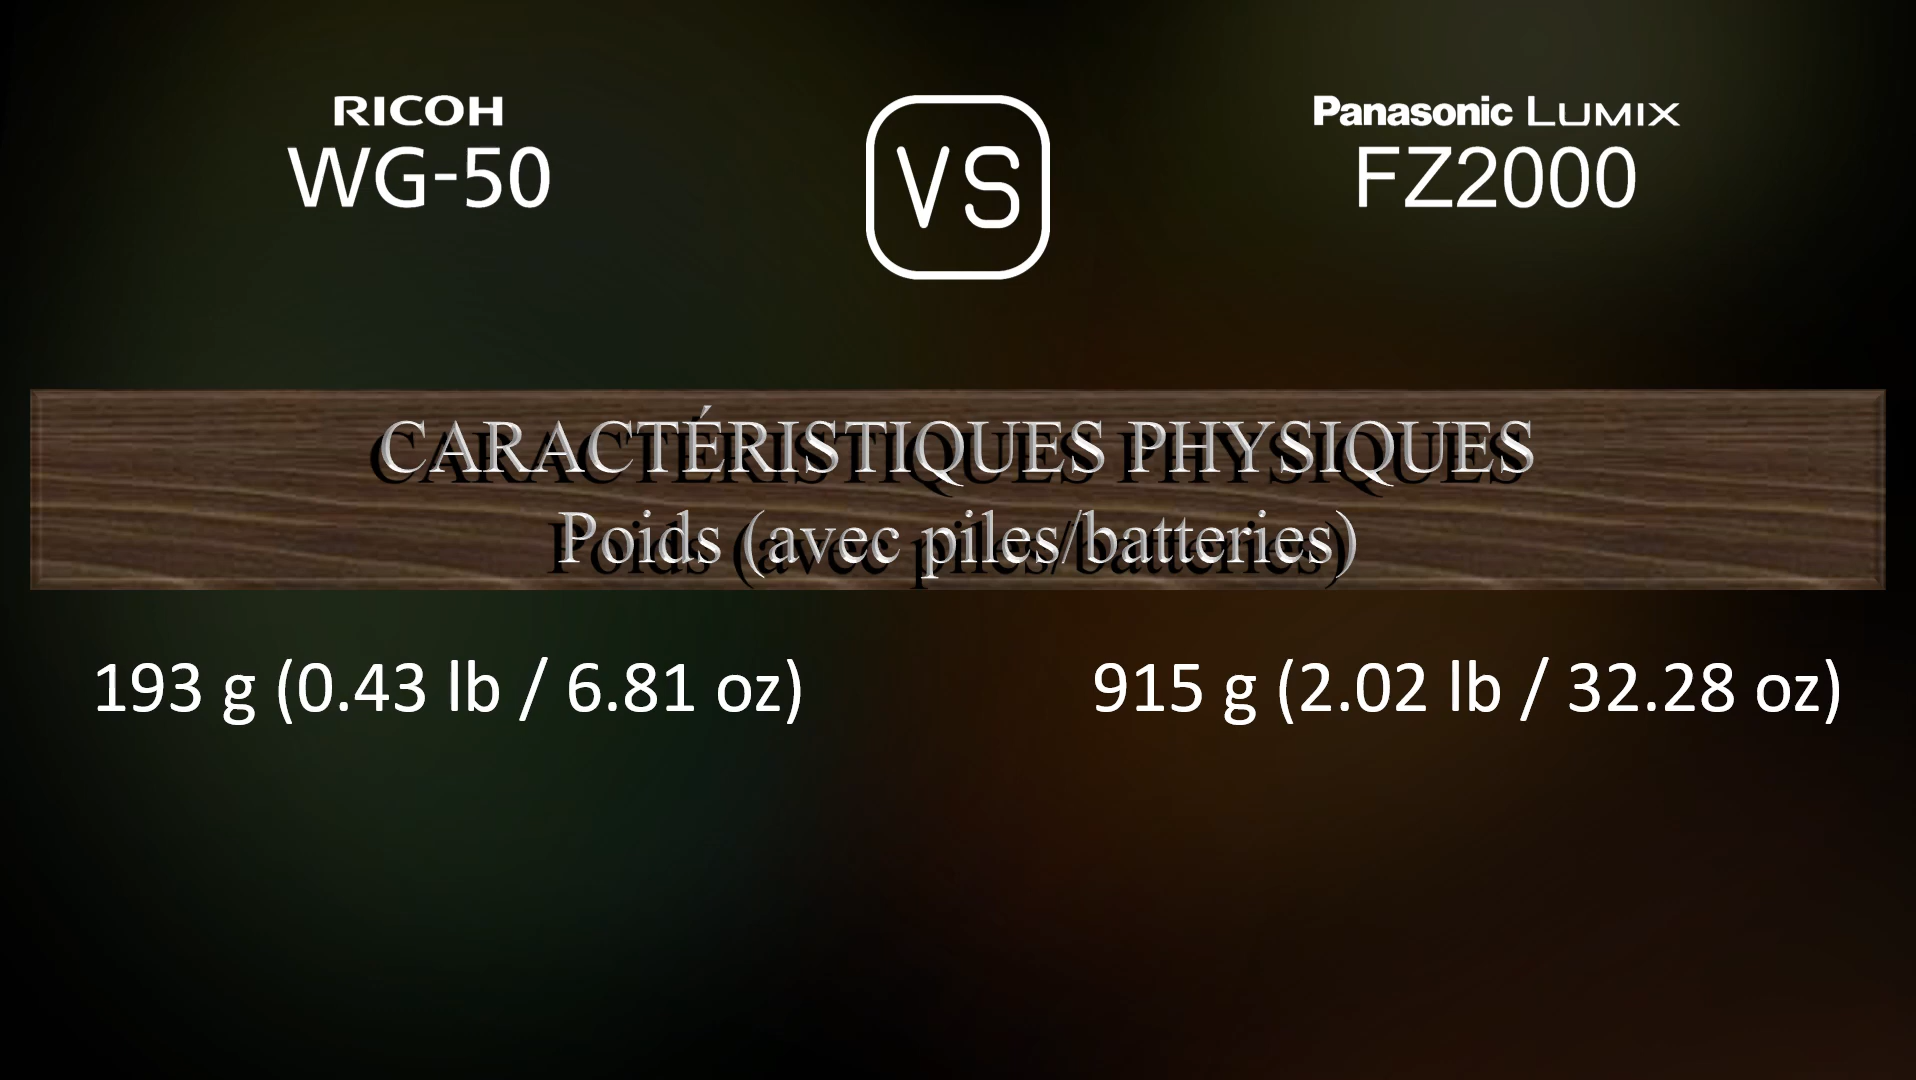 RICOH
WG-50
VS
Panasonic LUMIX
FZ2000
CARACTÉRISTIQUES PHYSIQUES
Poids (avec piles/batteries)
193 g (0.43 lb / 6.81 oz)
915 g (2.02 lb / 32.28 oz)